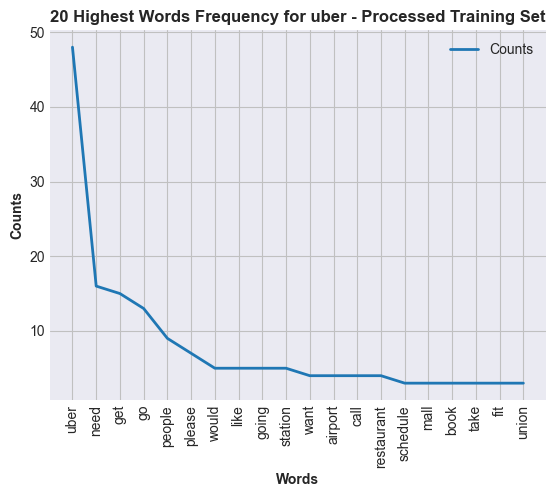 20 Highest Words Frequency for uber - Processed Training Set
Counts
50
40
30
20
10
Counts
uber
need
get
go
people
please
would
like
going
station
want
airport
call
restaurant
schedule
mall
book
take
fit
union
Words